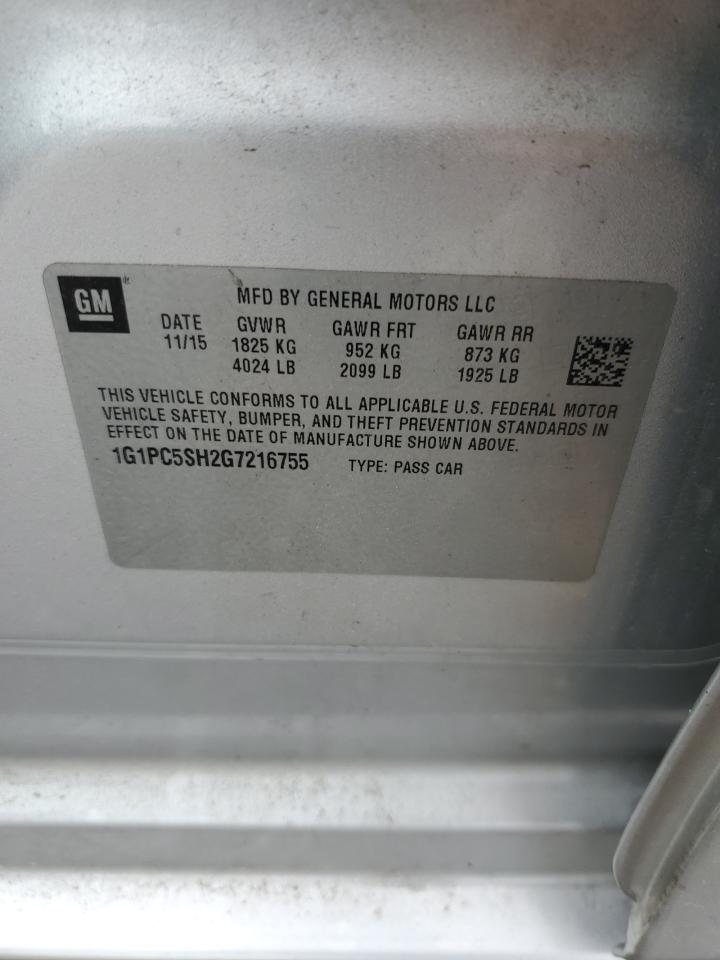 GM
MFD BY GENERAL MOTORS LLC
DATE GVWR GAWR FRT GAWR RR
11/15 1825 KG 952 KG 873 KG
4024 LB 2099 LB 1925 LB
THIS VEHICLE CONFORMS TO ALL APPLICABLE U.S. FEDERAL MOTOR
VEHICLE SAFETY, BUMPER, AND THEFT PREVENTION STANDARDS IN
EFFECT ON THE DATE OF MANUFACTURE SHOWN ABOVE.
1G1PC5SH2G7216755 TYPE: PASS CAR